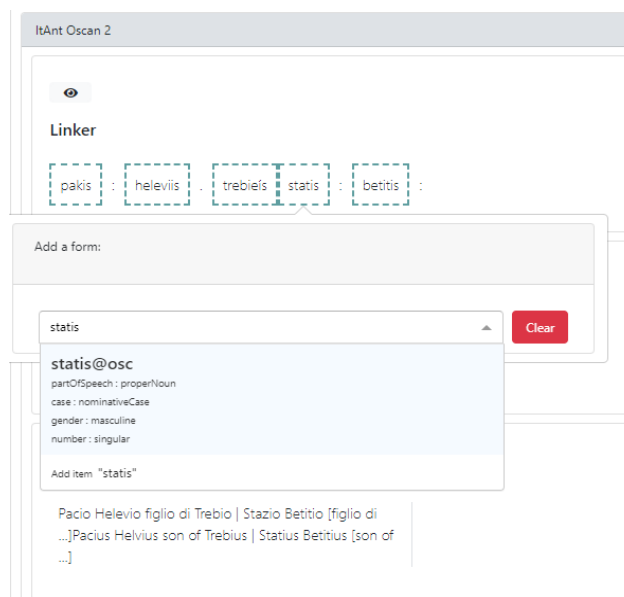 ItAnt Oscan 2
Linker
pakis : heleviis . trebieís statis : betitis :
Add a form:
statis Clear
statis@osc
partOfSpeech : properNoun
case : nominativeCase
gender : masculine
number : singular
Add item "statis"
Pacio Helevio figlio di Trebio | Stazio Betitio [figlio di
...]Pacius Helvius son of Trebius | Statius Betitius [son of
...]